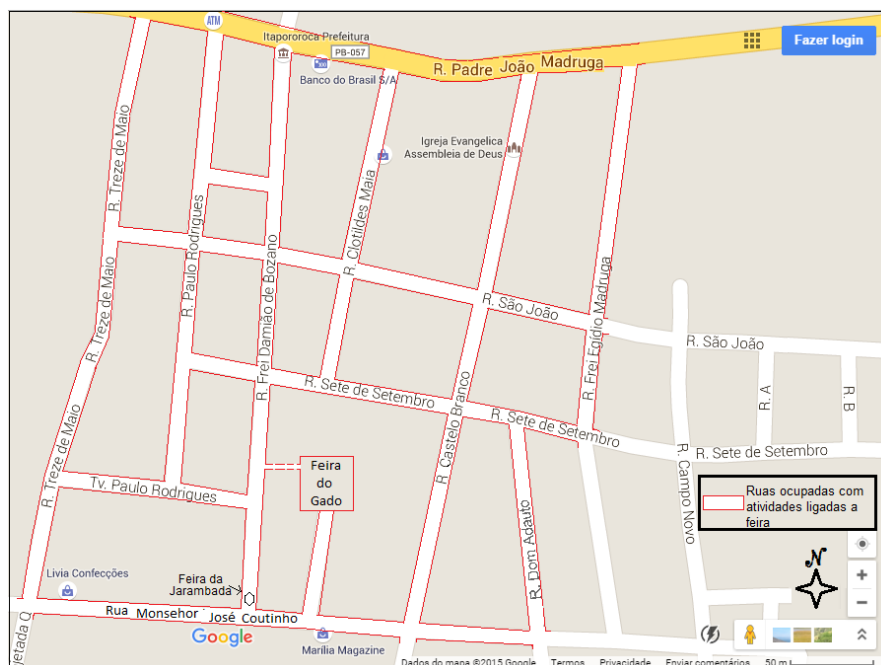 ATM
Itapororoca Prefeitura
PB-057
Banco do Brasil S/A
R. Padre João Madruga
Fazer login
R. Treze de Maio
Igreja Evangelica
Assembleia de Deus
R. Paulo Rodrigues
R. Frei Damião de Bozano
R. Clotildes Maia
R. Frei Egídio Madruga
R. São João
R. São João
R. Treze de Maio
R. Sete de Setembro
R. Castelo Branco
R. Sete de Setembro
R. A
R. B
R. Sete de Setembro
R. Campo Novo
R. Treze de Maio
Tv. Paulo Rodrigues
Feira
do
Gado
R. Dom Adauto
Ruas ocupadas com
atividades ligadas a
feira
N
Livia Confecções
Feira da
Jarambada
Rua Monsehor José Coutinho
Google
Marília Magazine
Dados do mapa ©2015 Google Termos Privacidade Enviar comentários 50 m